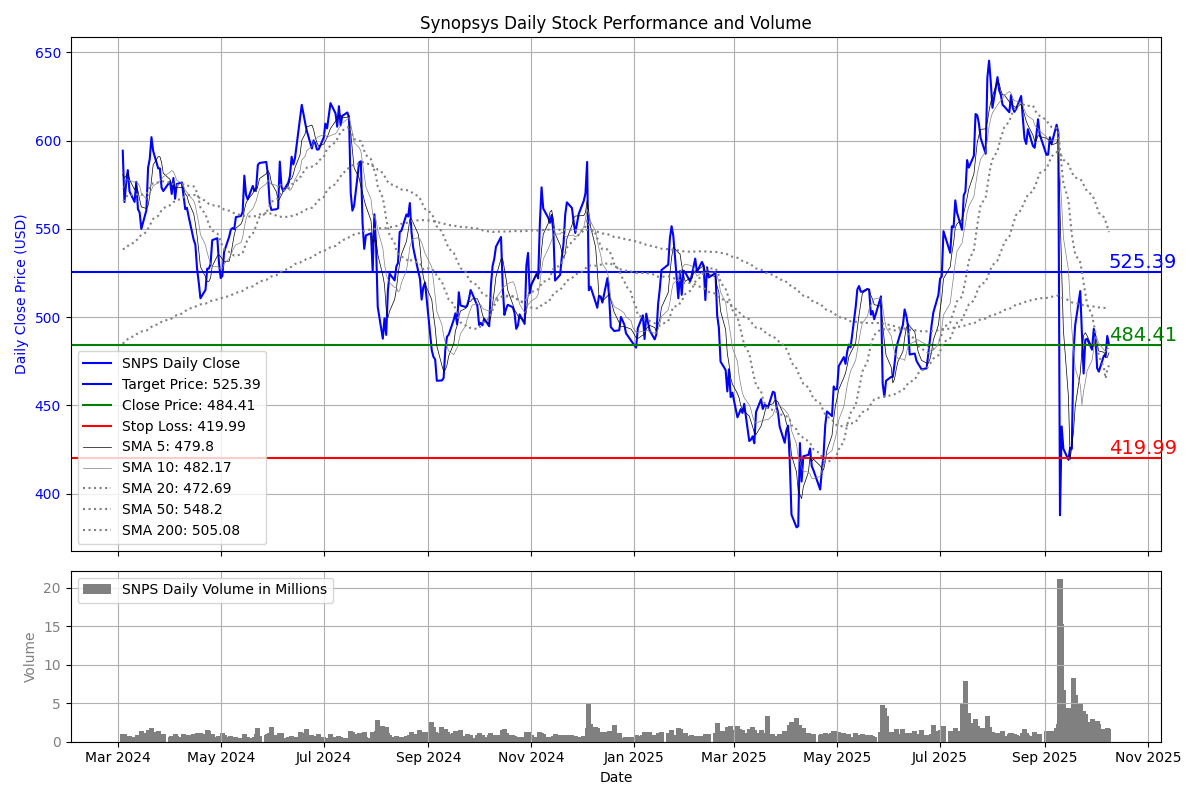 Synopsys Daily Stock Performance and Volume
Daily Close Price (USD)
650
600
550
500
450
400
525.39
484.41
419.99
SNPS Daily Close
Target Price: 525.39
Close Price: 484.41
Stop Loss: 419.99
SMA 5: 479.8
SMA 10: 482.17
SMA 20: 472.69
SMA 50: 548.2
SMA 200: 505.08
Volume
20
15
10
5
0
SNPS Daily Volume in Millions
Mar 2024 May 2024 Jul 2024 Sep 2024 Nov 2024 Jan 2025 Mar 2025 May 2025 Jul 2025 Sep 2025 Nov 2025
Date